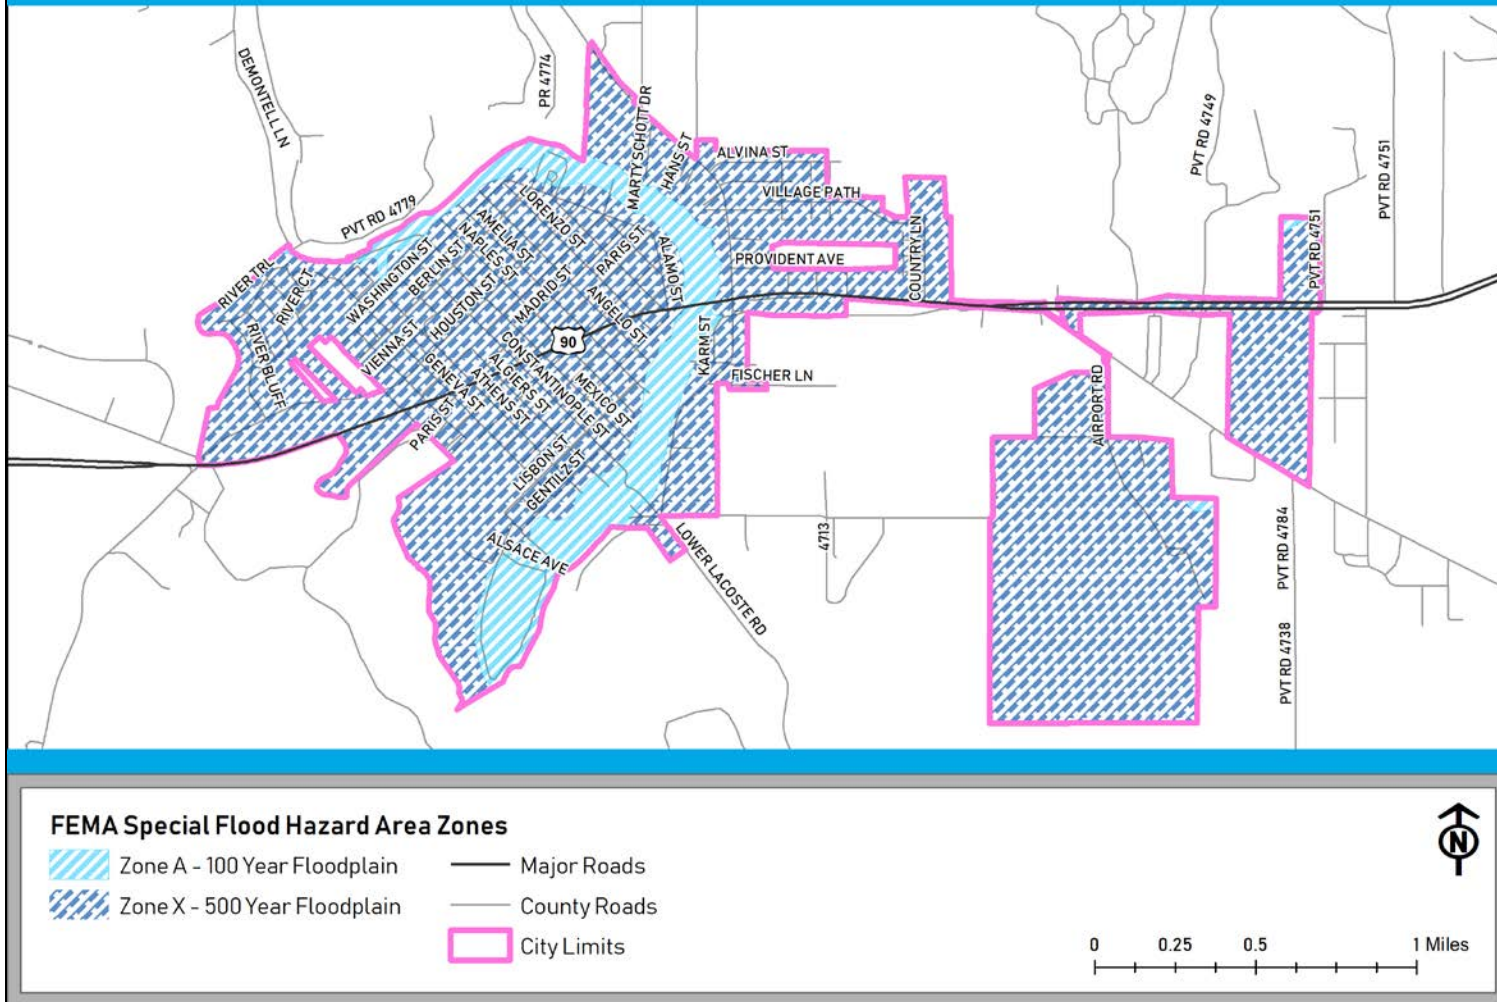 DEMONTELL LN
PR 4774
MARTY SCHOTT DR
HANS ST
ALVINA ST
VILLAGE PATH
PVT RD 4749
PVT RD 4751
PVT RD 4751
PVT RD 4779
LORENZO ST
AMELIA ST
NAPLES ST
PARIS ST
ALAMO ST
PROVIDENT AVE
COUNTRY LN
RIVER TRL
RIVER CT
WASHINGTON ST
BERLIN ST
HOUSTON ST
MADRID ST
ANGELO ST
RIVER BLUFF
VIENNA ST
90
KARM ST
FISCHER LN
CONSTANTINOPLE ST
MEXICO ST
ALGIERS ST
ATHENS ST
GENEVA ST
PARIS ST
AIRPORT RD
LISBON ST
GENTILZ ST
ALSACE AVE
LOWER LACOSTE RD
4713
PVT RD 4784
PVT RD 4738
FEMA Special Flood Hazard Area Zones
Zone A - 100 Year Floodplain
Major Roads
Zone X - 500 Year Floodplain
County Roads
City Limits
N
0 0.25 0.5 1 Miles